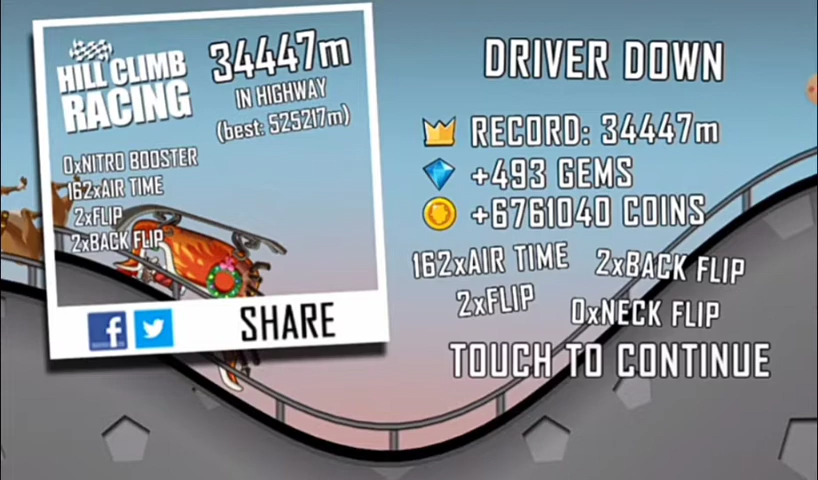 HILL CLIMB
RACING
34447m
IN HIGHWAY
(best: 525217m)
0xNITRO BOOSTER
162xAIR TIME
2xFLIP
2xBACK FLIP
SHARE
DRIVER DOWN
RECORD: 34447m
+493 GEMS
+6761040 COINS
162xAIR TIME 2xBACK FLIP
2xFLIP 0xNECK FLIP
TOUCH TO CONTINUE